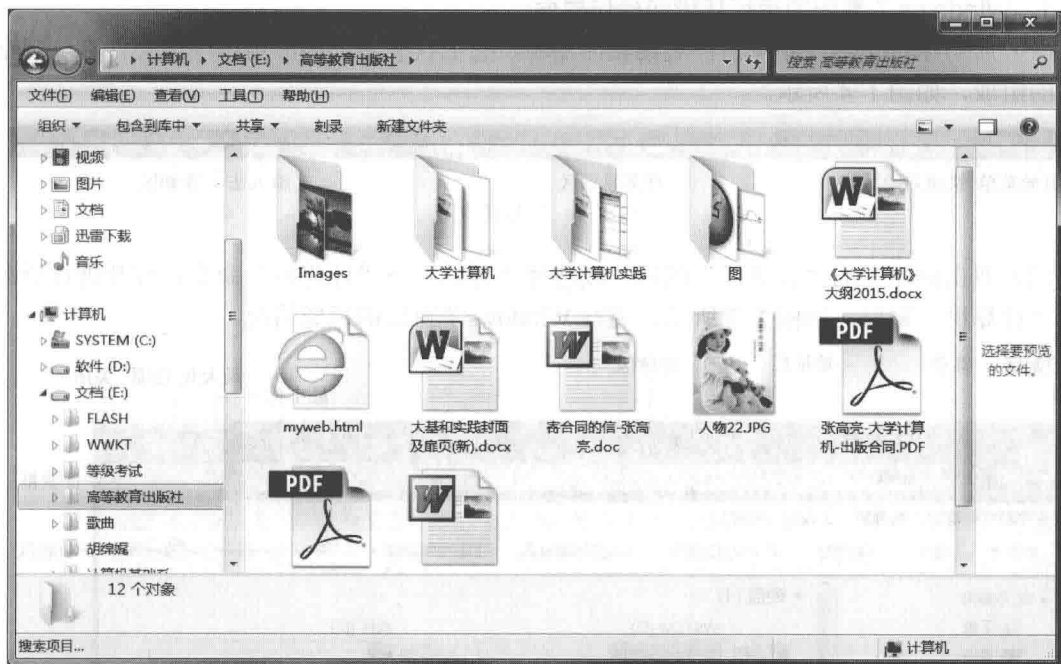 计算机 ▸ 文档 (E:) ▸ 高等教育出版社 ▸
搜索 高等教育出版社
文件(F) 编辑(E) 查看(V) 工具(T) 帮助(H)
组织 包含到库中 共享 刻录 新建文件夹
视频
图片
文档
迅雷下载
音乐
计算机
SYSTEM (C:)
软件 (D:)
文档 (E:)
FLASH
WWKT
等级考试
高等教育出版社
歌曲
胡绵娓
Images
大学计算机
大学计算机实践
图
《大学计算机》
大纲2015.docx
myweb.html
大基和实践封面
及扉页(新).docx
寄合同的信-张高
亮.doc
人物22.JPG
PDF
张高亮-大学计算
机-出版合同.PDF
PDF
选择要预览
的文件。
12 个对象
搜索项目...
计算机